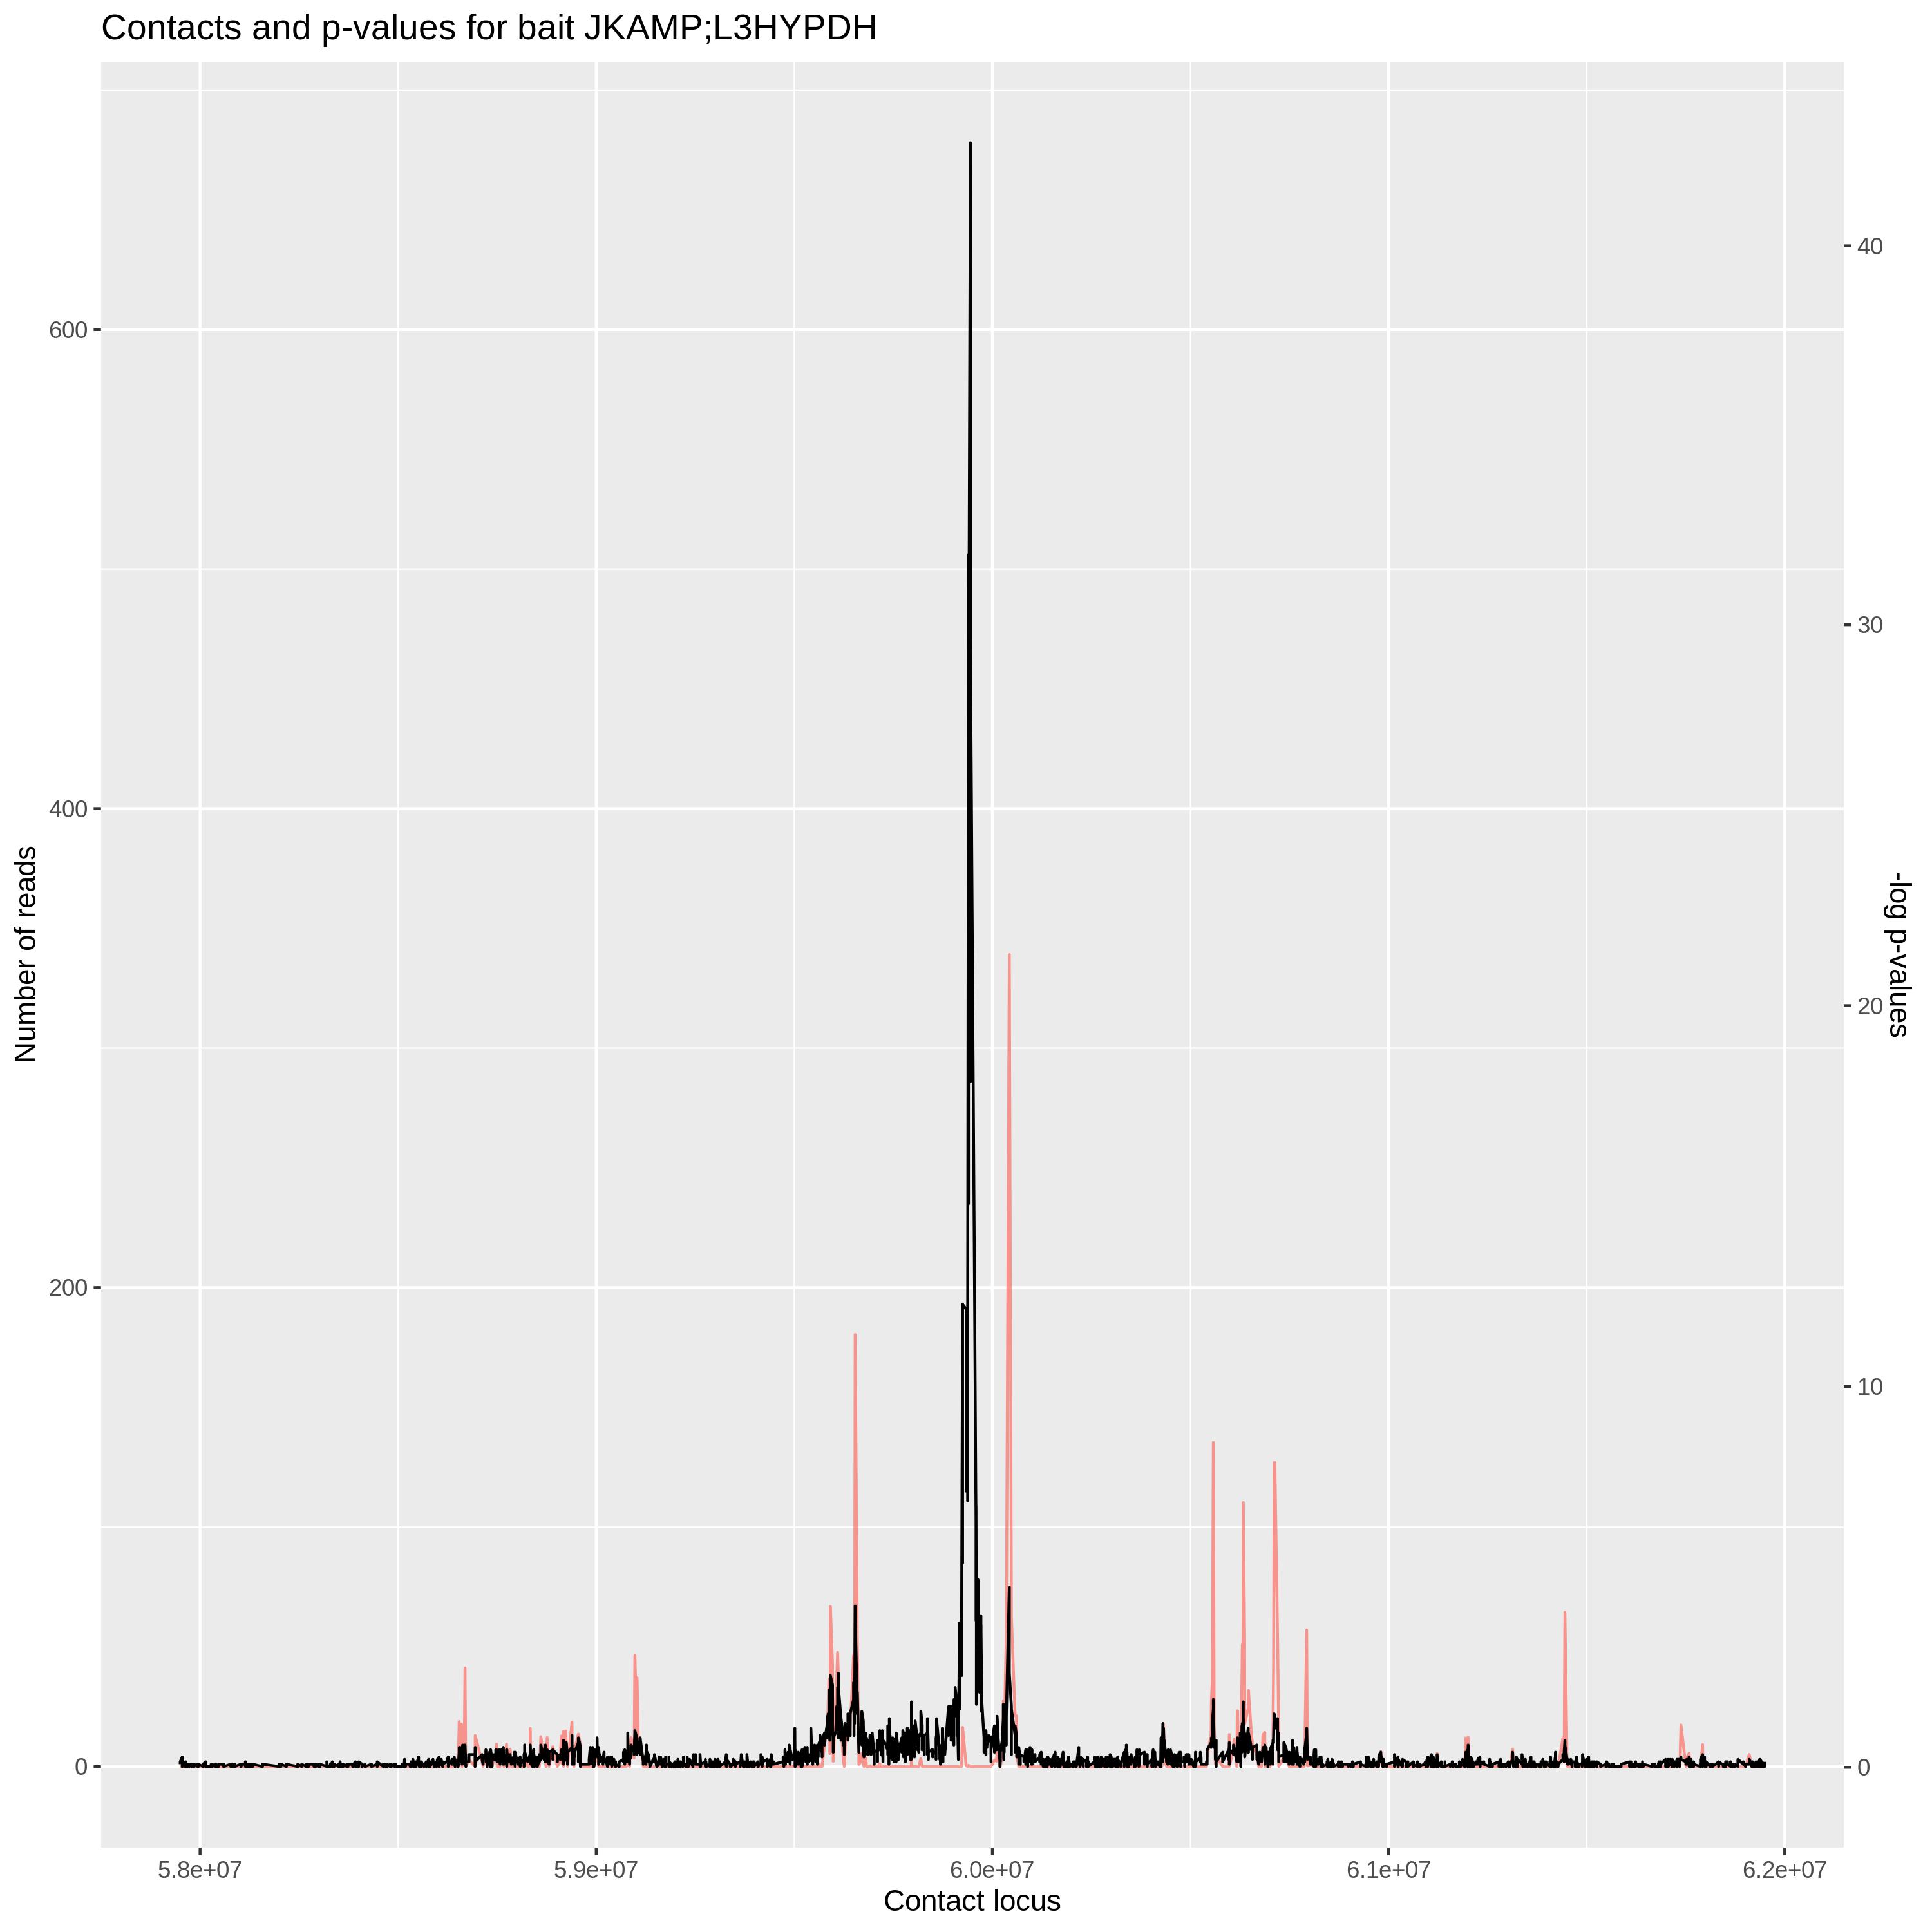 Contacts and p-values for bait JKAMP;L3HYPDH
Number of reads
600
400
200
0
40
30
20
10
0
-log p-values
5.8e+07 5.9e+07 6.0e+07 6.1e+07 6.2e+07
Contact locus